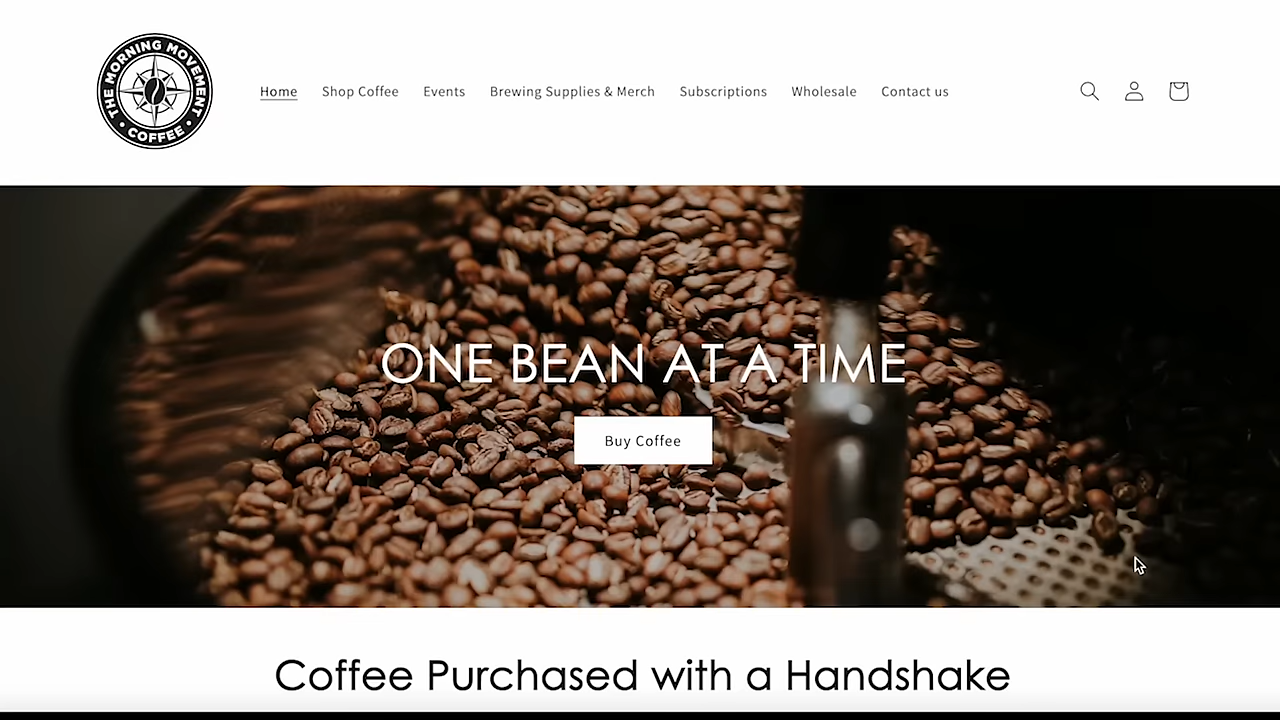 THE MORNING MOVEMENT
• COFFEE •
Home Shop Coffee Events Brewing Supplies & Merch Subscriptions Wholesale Contact us
ONE BEAN AT A TIME
Buy Coffee
Coffee Purchased with a Handshake